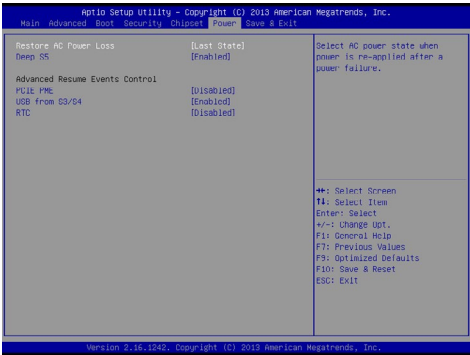 Aptio Setup Utility - Copyright (C) 2013 American Megatrends, Inc.
Main Advanced Boot Security Chipset Power Save & Exit
Restore AC Power Loss [Last State]
Deep S5 [Enabled]
Advanced Resume Events Control
PCIE PME [Disabled]
USB from S3/S4 [Enabled]
RTC [Disabled]
Select AC power state when
power is re-applied after a
power failure.
→←: Select Screen
↑↓: Select Item
Enter: Select
+/-: Change Opt.
F1: General Help
F7: Previous Values
F9: Optimized Defaults
F10: Save & Reset
ESC: Exit
Version 2.16.1242. Copyright (C) 2013 American Megatrends, Inc.